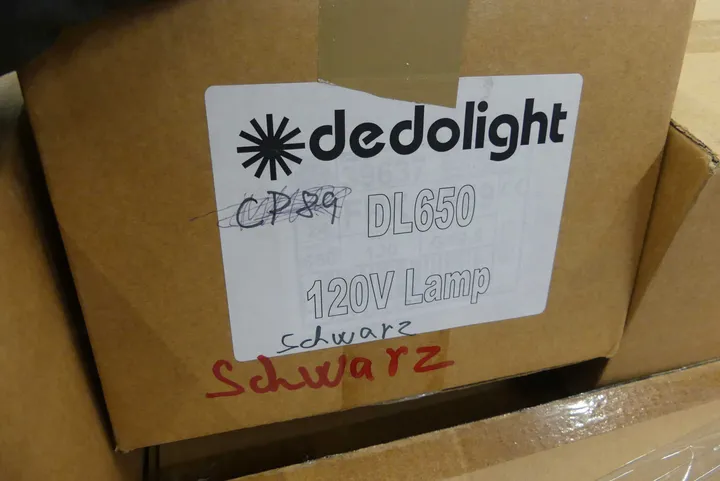 dedolight
CP89 DL650
120V Lamp
schwarz
Schwarz